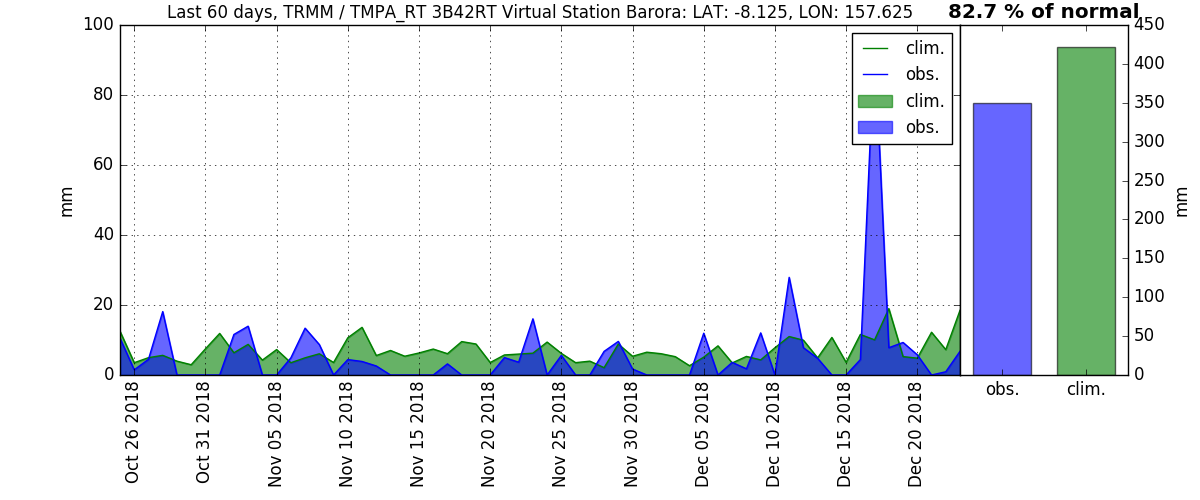 Last 60 days, TRMM / TMPA_RT 3B42RT Virtual Station Barora: LAT: -8.125, LON: 157.625
82.7 % of normal
100
80
60
40
20
0
mm
clim.
obs.
clim.
obs.
450
400
350
300
250
200
150
100
50
0
mm
obs.
clim.
Oct 26 2018
Oct 31 2018
Nov 05 2018
Nov 10 2018
Nov 15 2018
Nov 20 2018
Nov 25 2018
Nov 30 2018
Dec 05 2018
Dec 10 2018
Dec 15 2018
Dec 20 2018